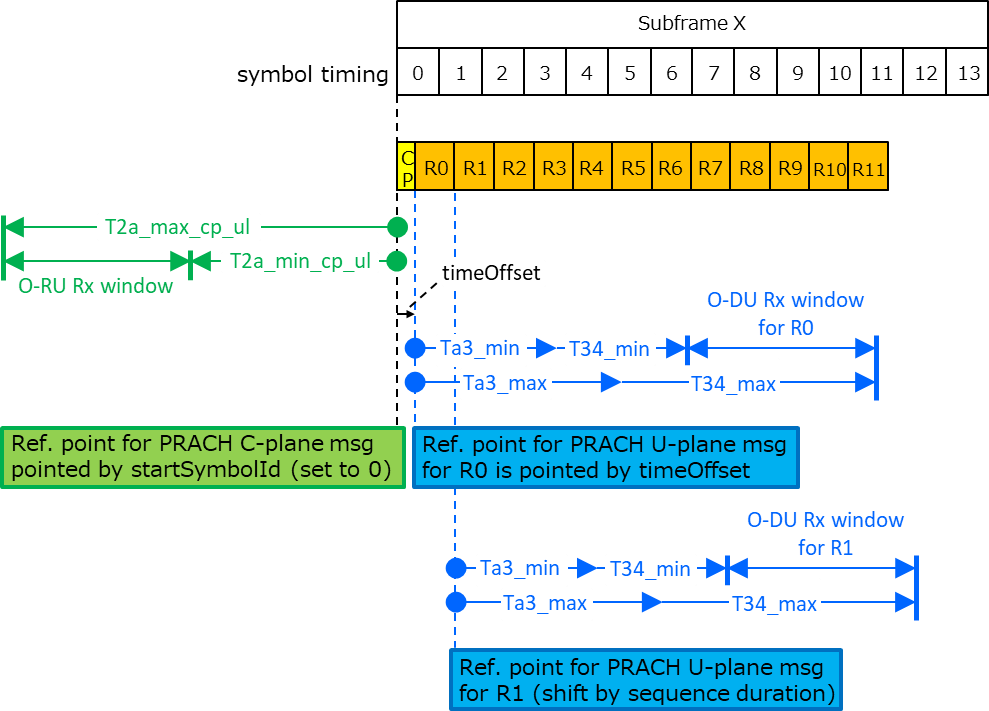 Subframe X
symbol timing 0 1 2 3 4 5 6 7 8 9 10 11 12 13
CP R0 R1 R2 R3 R4 R5 R6 R7 R8 R9 R10 R11
T2a_max_cp_ul
T2a_min_cp_ul
O-RU Rx window
timeOffset
O-DU Rx window
for R0
Ta3_min T34_min
Ta3_max T34_max
Ref. point for PRACH C-plane msg
pointed by startSymbolId (set to 0)
Ref. point for PRACH U-plane msg
for R0 is pointed by timeOffset
O-DU Rx window
for R1
Ta3_min T34_min
Ta3_max T34_max
Ref. point for PRACH U-plane msg
for R1 (shift by sequence duration)